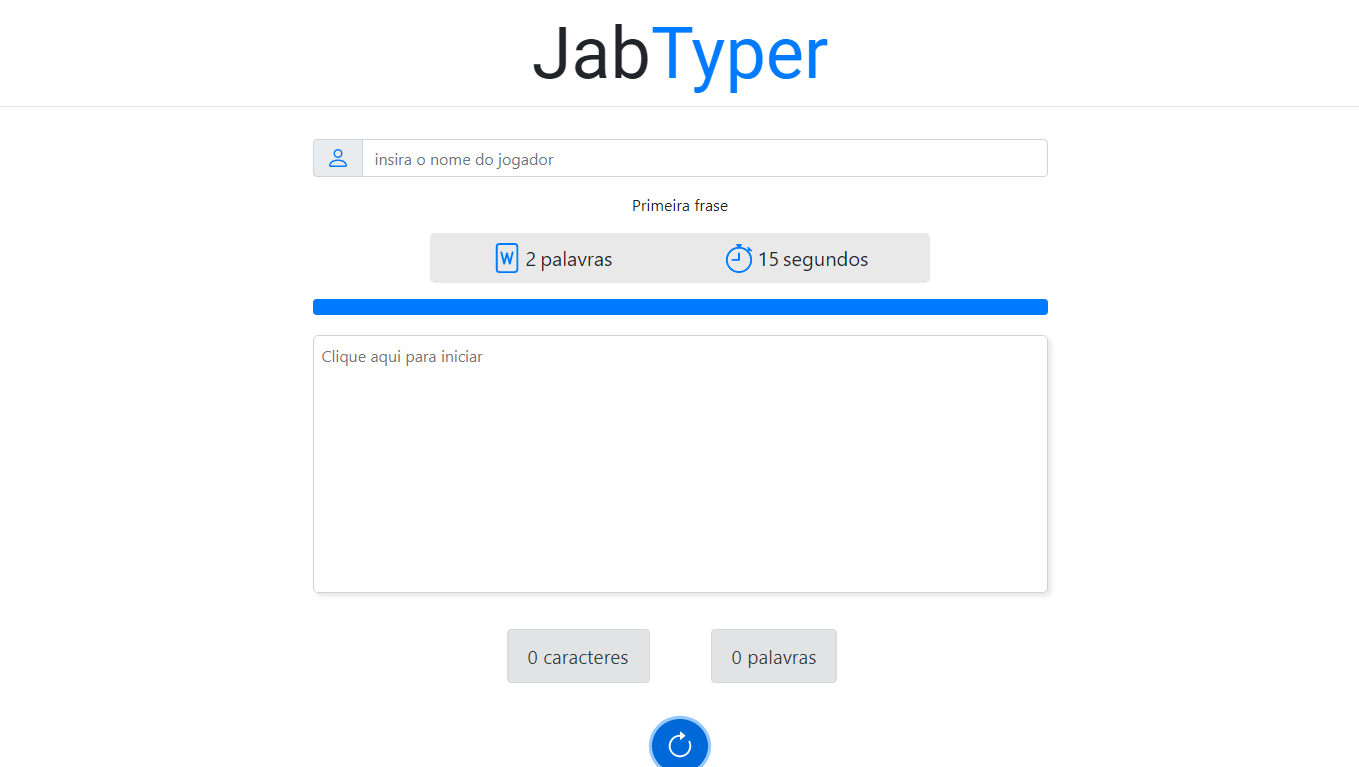 JabTyper
insira o nome do jogador
Primeira frase
W 2 palavras 15 segundos
Clique aqui para iniciar
0 caracteres 0 palavras